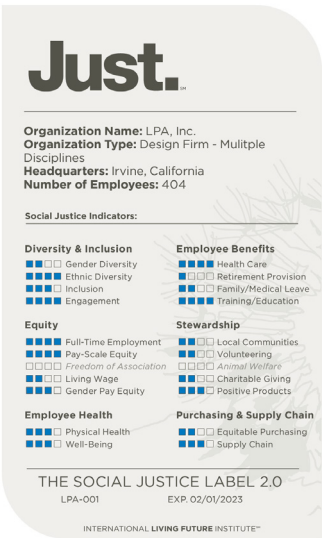 Just.
SM
Organization Name: LPA, Inc.
Organization Type: Design Firm - Mulitple
Disciplines
Headquarters: Irvine, California
Number of Employees: 404
Social Justice Indicators:
Diversity & Inclusion
Gender Diversity
Ethnic Diversity
Inclusion
Engagement
Equity
Full-Time Employment
Pay-Scale Equity
Freedom of Association
Living Wage
Gender Pay Equity
Employee Health
Physical Health
Well-Being
Employee Benefits
Health Care
Retirement Provision
Family/Medical Leave
Training/Education
Stewardship
Local Communities
Volunteering
Animal Welfare
Charitable Giving
Positive Products
Purchasing & Supply Chain
Equitable Purchasing
Supply Chain
THE SOCIAL JUSTICE LABEL 2.0
LPA-001 EXP. 02/01/2023
INTERNATIONAL LIVING FUTURE INSTITUTE℠